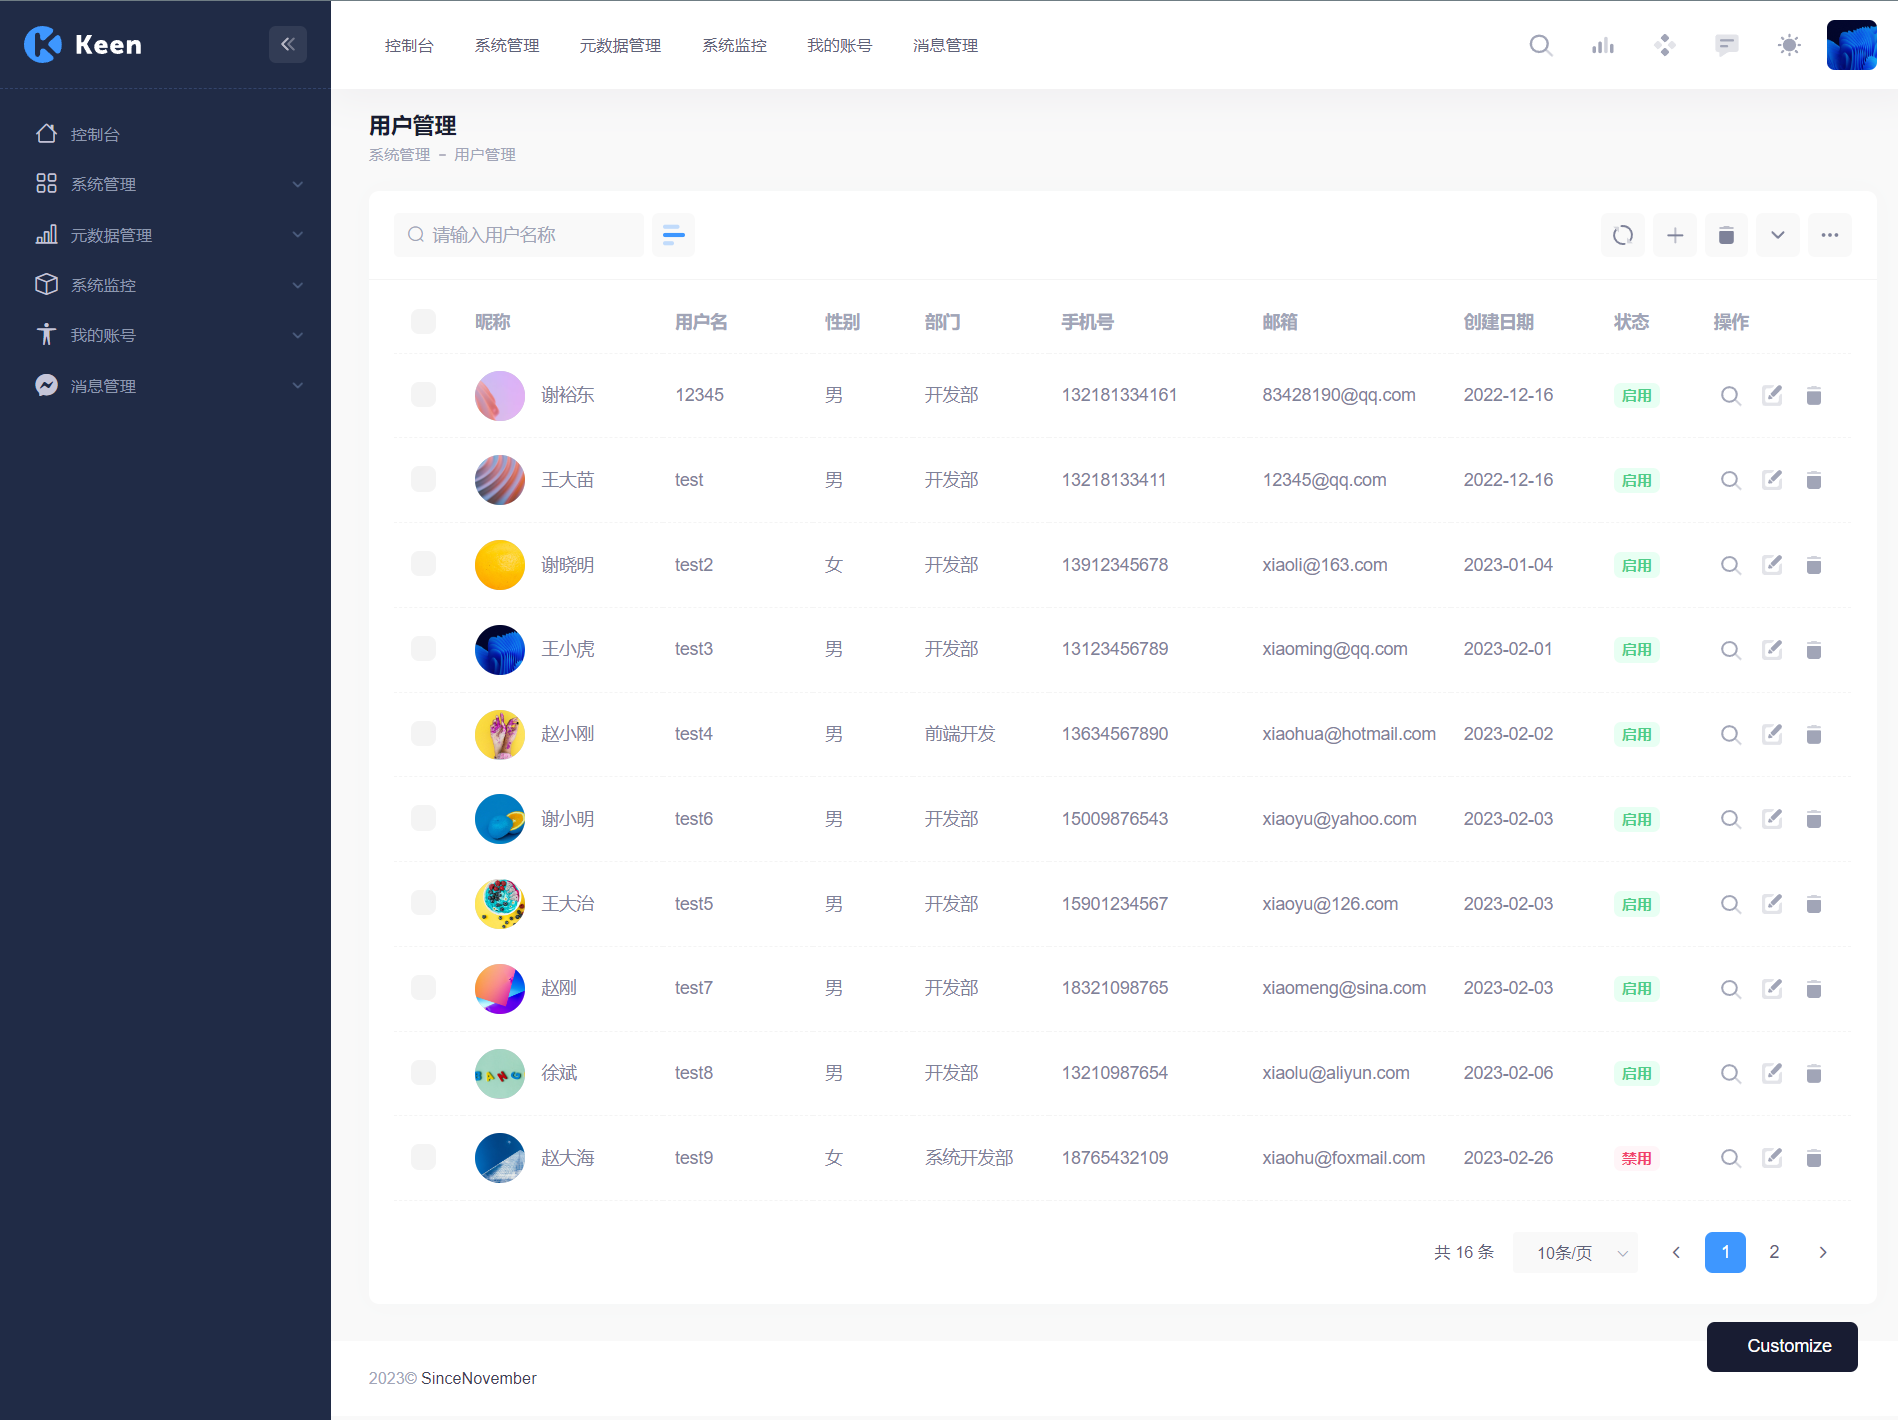 Keen
控制台
系统管理
元数据管理
系统监控
我的账号
消息管理
控制台 系统管理 元数据管理 系统监控 我的账号 消息管理
用户管理
系统管理 - 用户管理
请输入用户名称
昵称 用户名 性别 部门 手机号 邮箱 创建日期 状态 操作
谢裕东 12345 男 开发部 132181334161 83428190@qq.com 2022-12-16 启用
王大苗 test 男 开发部 13218133411 12345@qq.com 2022-12-16 启用
谢晓明 test2 女 开发部 13912345678 xiaoli@163.com 2023-01-04 启用
王小虎 test3 男 开发部 13123456789 xiaoming@qq.com 2023-02-01 启用
赵小刚 test4 男 前端开发 13634567890 xiaohua@hotmail.com 2023-02-02 启用
谢小明 test6 男 开发部 15009876543 xiaoyu@yahoo.com 2023-02-03 启用
王大治 test5 男 开发部 15901234567 xiaoyu@126.com 2023-02-03 启用
赵刚 test7 男 开发部 18321098765 xiaomeng@sina.com 2023-02-03 启用
BANG 徐斌 test8 男 开发部 13210987654 xiaolu@aliyun.com 2023-02-06 启用
赵大海 test9 女 系统开发部 18765432109 xiaohu@foxmail.com 2023-02-26 禁用
共 16 条 10条/页 1 2
Customize
2023© SinceNovember